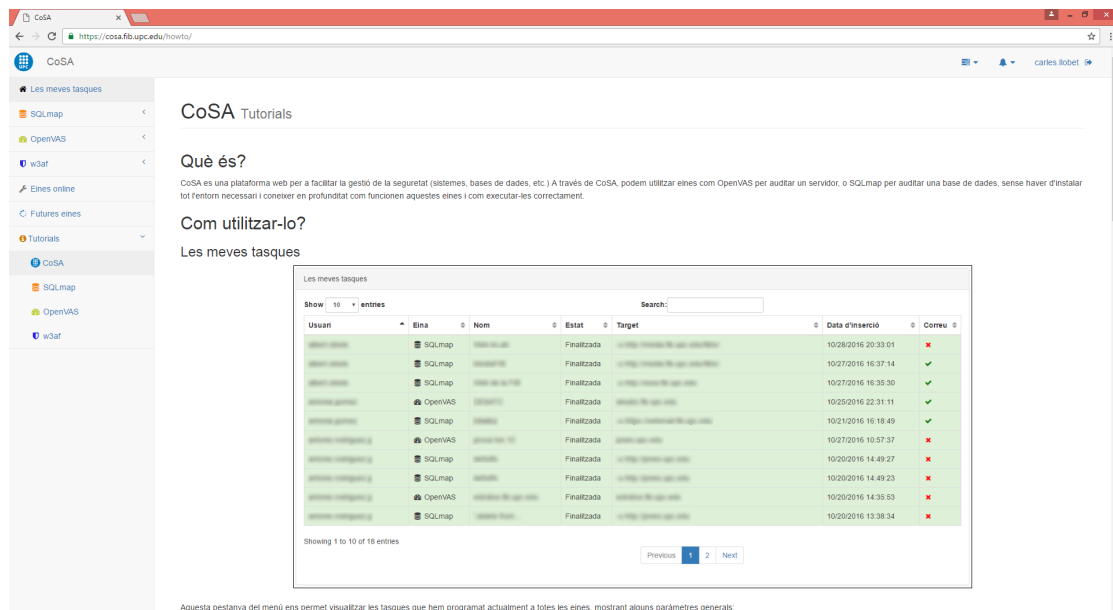 CoSA
https://cosa.fib.upc.edu/howto/
UPC
CoSA
carles.llobet
Les meves tasques
SQLmap
OpenVAS
w3af
Eines online
Futures eines
Tutorials
CoSA
SQLmap
OpenVAS
w3af
CoSA Tutorials
Què és?
CoSA es una plataforma web per a facilitar la gestió de la seguretat (sistemes, bases de dades, etc.) A través de CoSA, podem utilitzar eines com OpenVAS per auditar un servidor, o SQLmap per auditar una base de dades, sense haver d'instalar
tot l'entorn necessari i coneixer en profunditat com funcionen aquestes eines i com executar-les correctament.
Com utilitzar-lo?
Les meves tasques
Les meves tasques
Show 10 entries Search:
Usuari Eina Nom Estat Target Data d'inserció Correu
SQLmap Finalitzada 10/28/2016 20:33:01
SQLmap Finalitzada 10/27/2016 16:37:14
SQLmap Finalitzada 10/27/2016 16:35:30
OpenVAS Finalitzada 10/25/2016 22:31:11
SQLmap Finalitzada 10/21/2016 16:18:49
OpenVAS Finalitzada 10/27/2016 10:57:37
SQLmap Finalitzada 10/20/2016 14:49:27
SQLmap Finalitzada 10/20/2016 14:49:23
OpenVAS Finalitzada 10/20/2016 14:35:53
SQLmap Finalitzada 10/20/2016 13:38:34
Showing 1 to 10 of 18 entries
Previous 1 2 Next
Aquesta pestanya del menú ens permet visualitzar les tasques que hem programat actualment a totes les eines, mostrant alguns paràmetres generals: